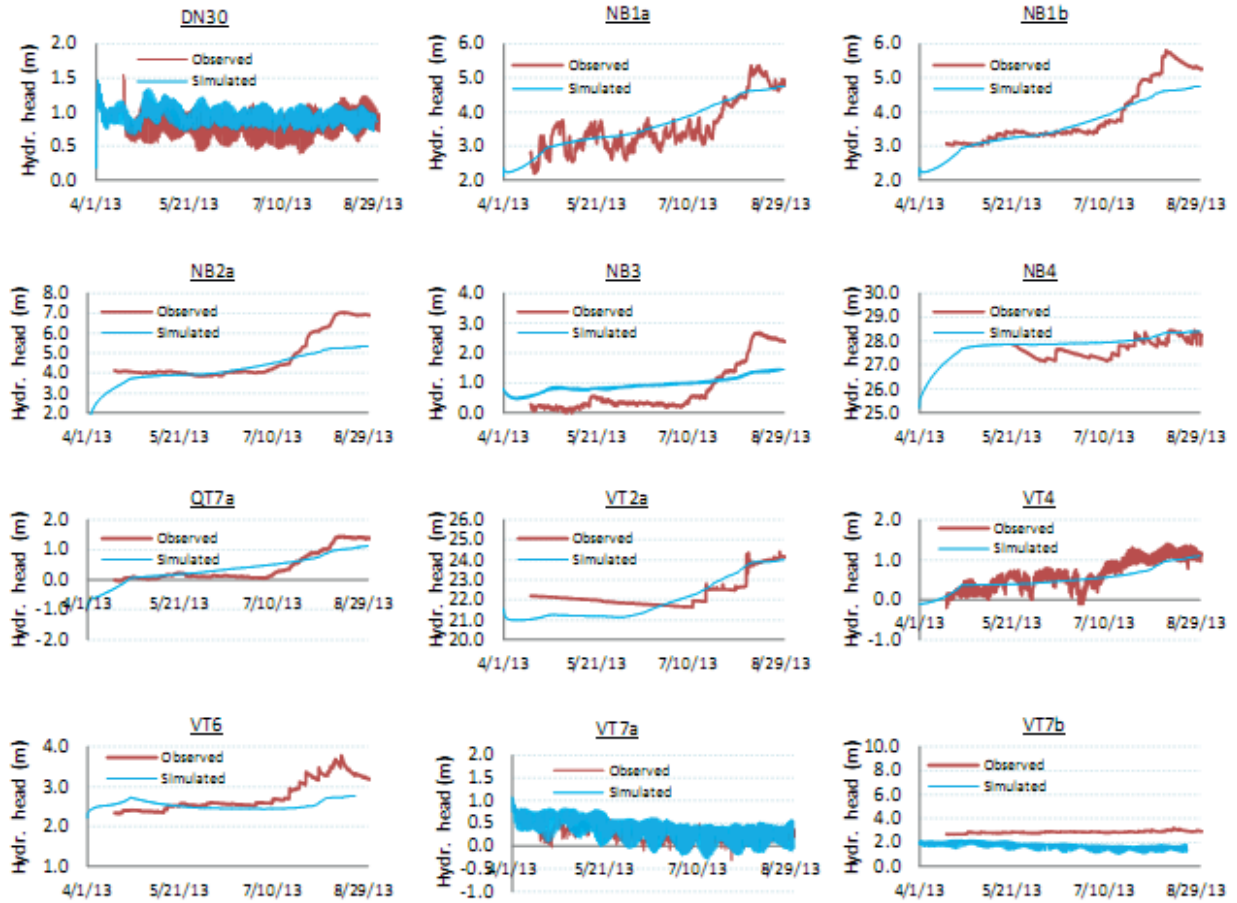 DN30
Hydr. head (m)
2.0
1.5
1.0
0.5
0.0
Observed
Simulated
4/1/13 5/21/13 7/10/13 8/29/13
NB1a
Hydr. head (m)
6.0
5.0
4.0
3.0
2.0
Observed
Simulated
4/1/13 5/21/13 7/10/13 8/29/13
NB1b
Hydr. head (m)
6.0
5.0
4.0
3.0
2.0
Observed
Simulated
4/1/13 5/21/13 7/10/13 8/29/13
NB2a
Hydr. head (m)
8.0
7.0
6.0
5.0
4.0
3.0
2.0
Observed
Simulated
4/1/13 5/21/13 7/10/13 8/29/13
NB3
Hydr. head (m)
4.0
3.0
2.0
1.0
0.0
Observed
Simulated
4/1/13 5/21/13 7/10/13 8/29/13
NB4
Hydr. head (m)
30.0
29.0
28.0
27.0
26.0
25.0
Observed
Simulated
4/1/13 5/21/13 7/10/13 8/29/13
QT7a
Hydr. head (m)
2.0
1.0
0.0
-1.0
-2.0
Observed
Simulated
4/1/13 5/21/13 7/10/13 8/29/13
VT2a
Hydr. head (m)
26.0
25.0
24.0
23.0
22.0
21.0
20.0
Observed
Simulated
4/1/13 5/21/13 7/10/13 8/29/13
VT4
Hydr. head (m)
2.0
1.0
0.0
-1.0
Observed
Simulated
4/1/13 5/21/13 7/10/13 8/29/13
VT6
Hydr. head (m)
4.0
3.0
2.0
1.0
Observed
Simulated
4/1/13 5/21/13 7/10/13 8/29/13
VT7a
Hydr. head (m)
2.0
1.5
1.0
0.5
0.0
-0.5
-1.0
Observed
Simulated
4/1/13 5/21/13 7/10/13 8/29/13
VT7b
Hydr. head (m)
10.0
8.0
6.0
4.0
2.0
0.0
Observed
Simulated
4/1/13 5/21/13 7/10/13 8/29/13